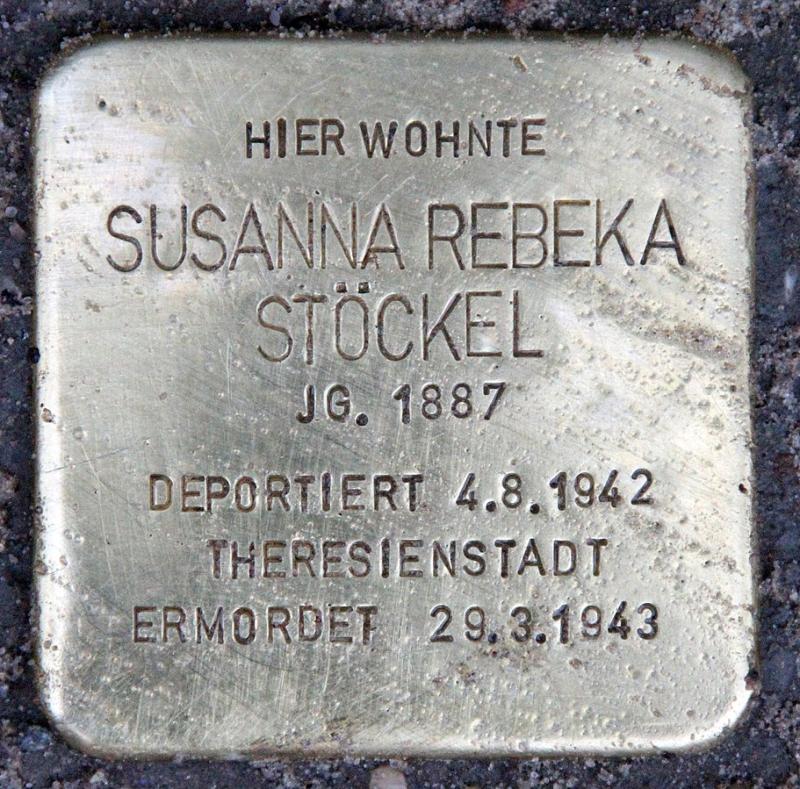 HIER WOHNTE
SUSANNA REBEKA
STÖCKEL
JG. 1887
DEPORTIERT 4.8.1942
THERESIENSTADT
ERMORDET 29.3.1943